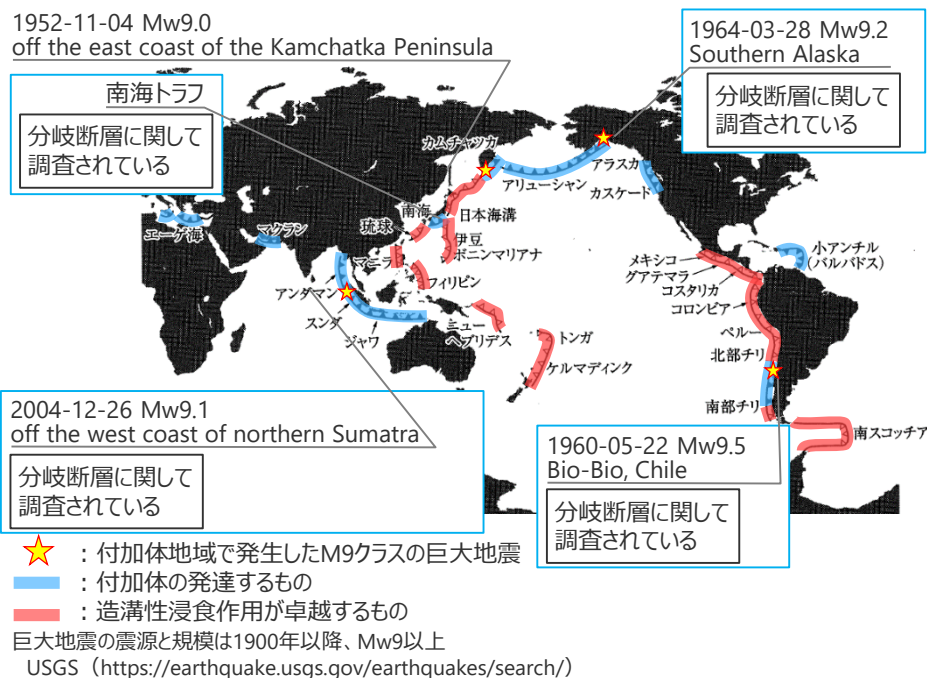 1952-11-04 Mw9.0
off the east coast of the Kamchatka Peninsula
南海トラフ
分岐断層に関して
調査されている
1964-03-28 Mw9.2
Southern Alaska
分岐断層に関して
調査されている
カムチャツカ
アリューシャン
アラスカ
カスケード
南海
日本海溝
琉球
伊豆
ボニンマリアナ
エーゲ海
マクラン
マニラ
フィリピン
アンダマン
スンダ
ジャワ
ニュー
ヘブリデス
トンガ
ケルマディック
メキシコ
グアテマラ
コスタリカ
コロンビア
ペルー
北部チリ
南部チリ
小アンチル
(バルバドス)
南スコッチア
2004-12-26 Mw9.1
off the west coast of northern Sumatra
分岐断層に関して
調査されている
1960-05-22 Mw9.5
Bio-Bio, Chile
分岐断層に関して
調査されている
：付加体地域で発生したM9クラスの巨大地震
：付加体の発達するもの
：造溝性浸食作用が卓越するもの
巨大地震の震源と規模は1900年以降、Mw9以上
USGS（https://earthquake.usgs.gov/earthquakes/search/）